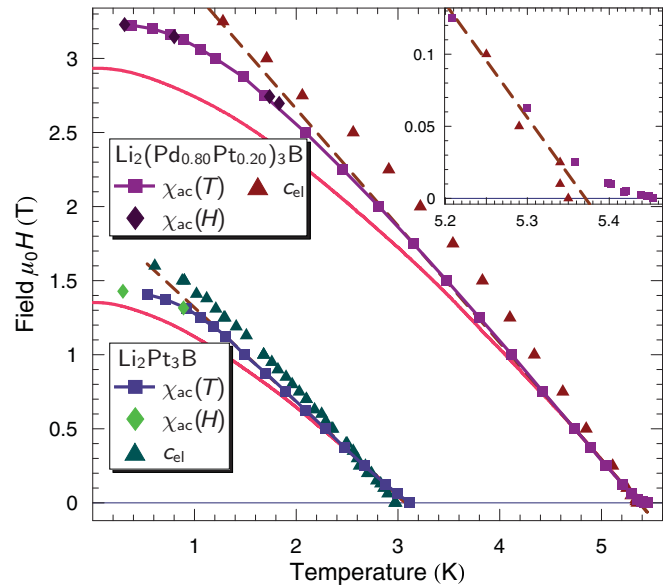 3.5
3
2.5
2
1.5
1
0.5
0
Field μ₀H (T)
Li₂(Pd₀.₈₀Pt₀.₂₀)₃B
χac(T) cel
χac(H)
Li₂Pt₃B
χac(T)
χac(H)
cel
0.1
0.05
0
5.2 5.3 5.4
1 2 3 4 5
Temperature (K)